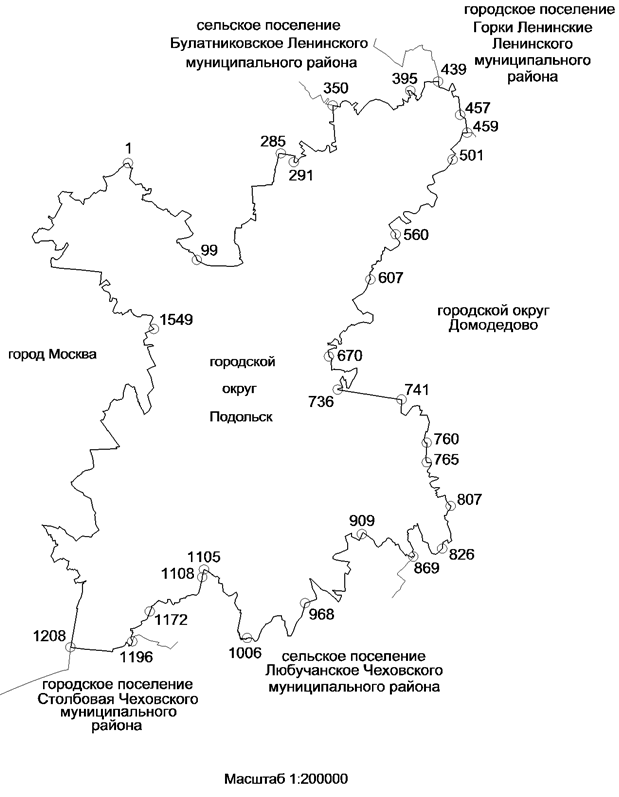 городское поселение
Горки Ленинские
Ленинского
муниципального
района
сельское поселение
Булатниковское Ленинского
муниципального района
439
395
350
457
459
1
285
291
501
99
560
607
городской округ
Домодедово
1549
город Москва
городской
округ
Подольск
670
736
741
760
765
807
909
826
869
1105
1108
968
1172
1208
1196
1006
сельское поселение
Любучанское Чеховского
муниципального района
городское поселение
Столбовая Чеховского
муниципального
района
Масштаб 1:200000